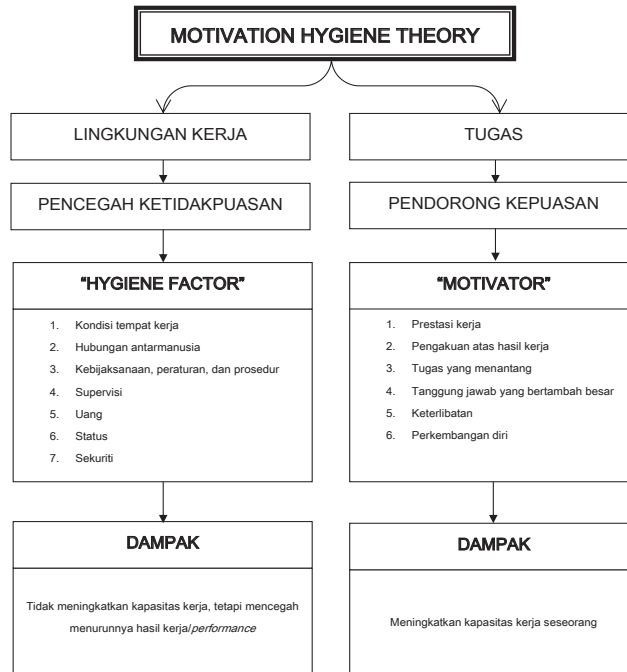 MOTIVATION HYGIENE THEORY
LINGKUNGAN KERJA
PENCEGAH KETIDAKPUASAN
"HYGIENE FACTOR"
1. Kondisi tempat kerja
2. Hubungan antarmanusia
3. Kebijaksanaan, peraturan, dan prosedur
4. Supervisi
5. Uang
6. Status
7. Sekuriti
DAMPAK
Tidak meningkatkan kapasitas kerja, tetapi mencegah
menurunnya hasil kerja/performance
TUGAS
PENDORONG KEPUASAN
"MOTIVATOR"
1. Prestasi kerja
2. Pengakuan atas hasil kerja
3. Tugas yang menantang
4. Tanggung jawab yang bertambah besar
5. Keterlibatan
6. Perkembangan diri
DAMPAK
Meningkatkan kapasitas kerja seseorang